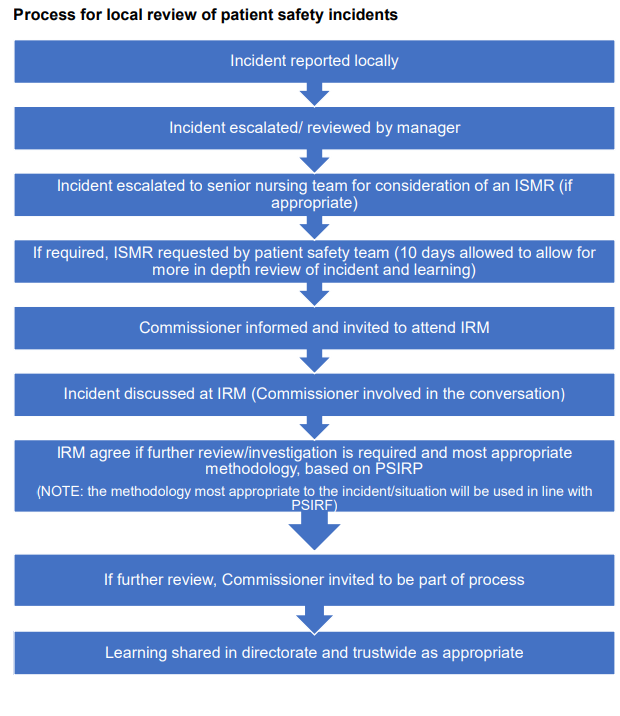 Process for local review of patient safety incidents
Incident reported locally
Incident escalated/ reviewed by manager
Incident escalated to senior nursing team for consideration of an ISMR (if
appropriate)
If required, ISMR requested by patient safety team (10 days allowed to allow for
more in depth review of incident and learning)
Commissioner informed and invited to attend IRM
Incident discussed at IRM (Commissioner involved in the conversation)
IRM agree if further review/investigation is required and most appropriate
methodology, based on PSIRP
(NOTE: the methodology most appropriate to the incident/situation will be used in line with
PSIRF)
If further review, Commissioner invited to be part of process
Learning shared in directorate and trustwide as appropriate